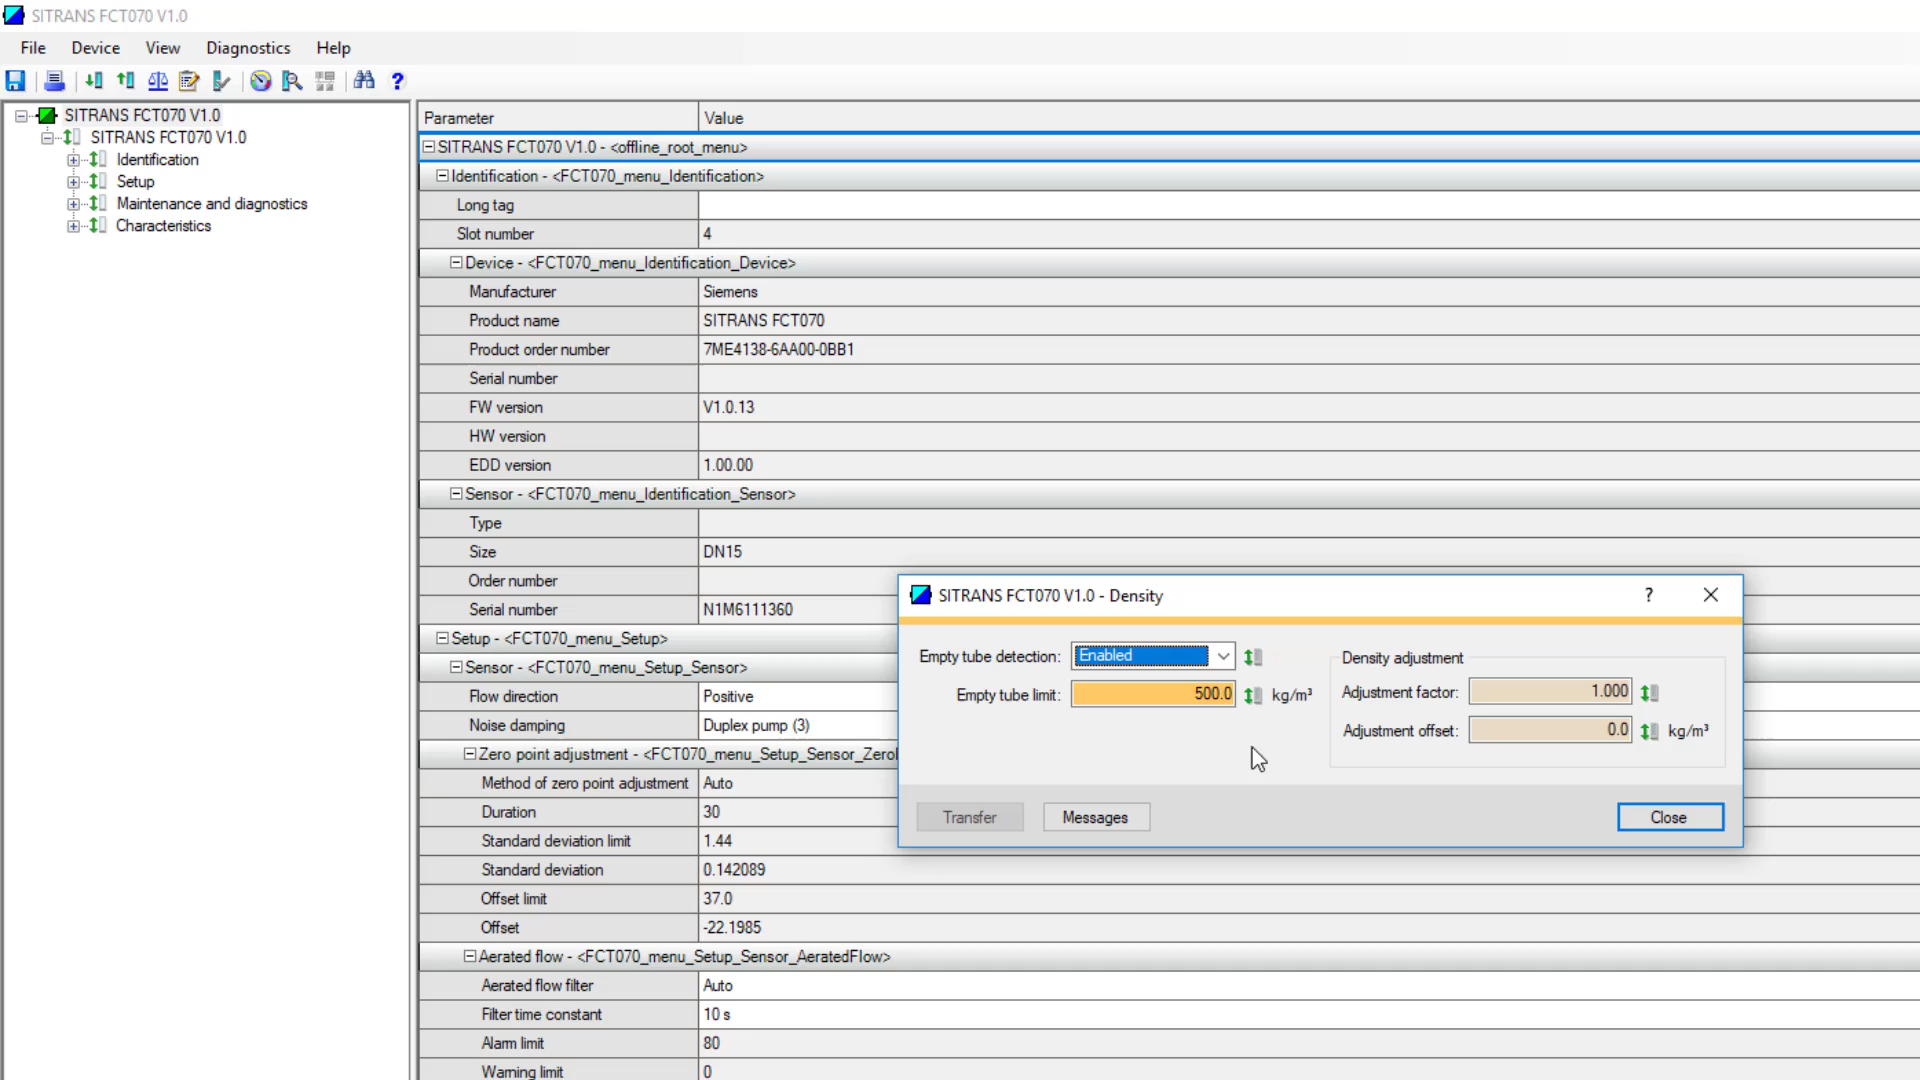 SITRANS FCT070 V1.0
File Device View Diagnostics Help
?
SITRANS FCT070 V1.0
SITRANS FCT070 V1.0
Identification
Setup
Maintenance and diagnostics
Characteristics
Parameter Value
SITRANS FCT070 V1.0 - <offline_root_menu>
Identification - <FCT070_menu_Identification>
Long tag
Slot number 4
Device - <FCT070_menu_Identification_Device>
Manufacturer Siemens
Product name SITRANS FCT070
Product order number 7ME4138-6AA00-0BB1
Serial number
FW version V1.0.13
HW version
EDD version 1.00.00
Sensor - <FCT070_menu_Identification_Sensor>
Type
Size DN15
Order number
Serial number N1M6111360
Setup - <FCT070_menu_Setup>
Sensor - <FCT070_menu_Setup_Sensor>
Flow direction Positive
Noise damping Duplex pump (3)
Zero point adjustment - <FCT070_menu_Setup_Sensor_Zero
Method of zero point adjustment Auto
Duration 30
Standard deviation limit 1.44
Standard deviation 0.142089
Offset limit 37.0
Offset -22.1985
Aerated flow - <FCT070_menu_Setup_Sensor_AeratedFlow>
Aerated flow filter Auto
Filter time constant 10 s
Alarm limit 80
Warning limit 0
SITRANS FCT070 V1.0 - Density ?
Empty tube detection: Enabled
Empty tube limit: 500.0 kg/m³
Density adjustment
Adjustment factor: 1.000
Adjustment offset: 0.0 kg/m³
Transfer Messages Close